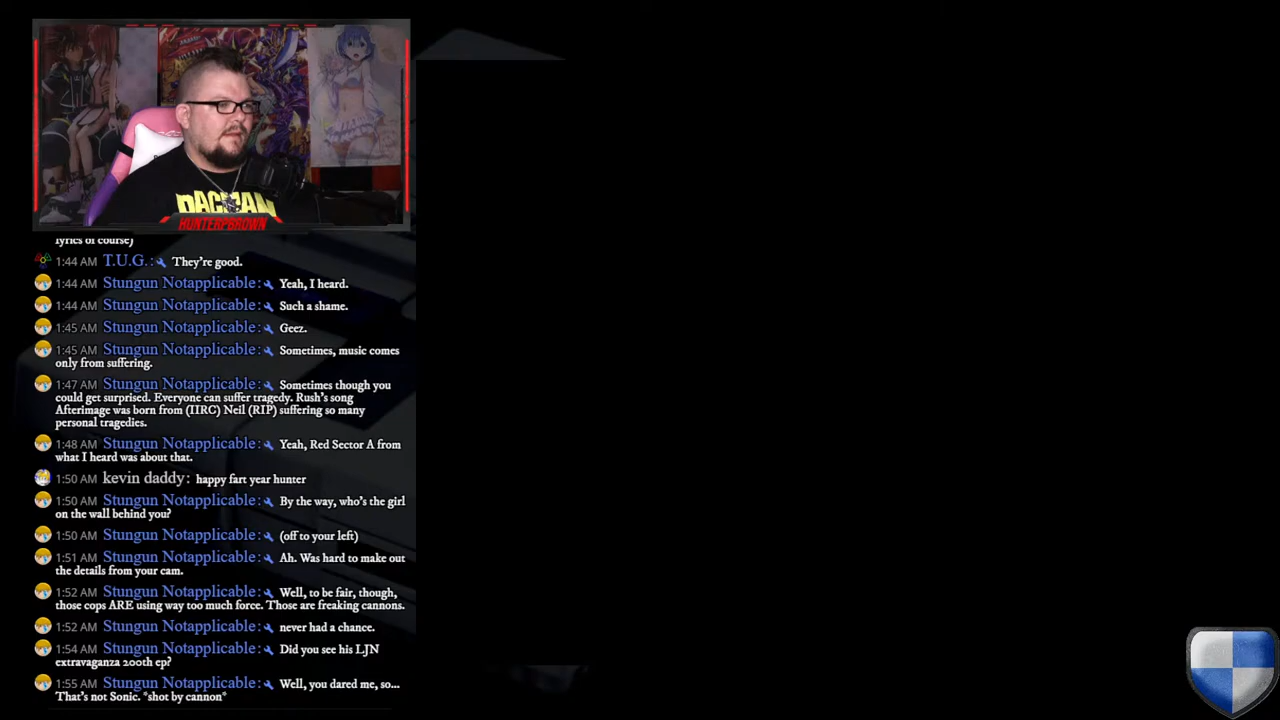 PACMAN
HUNTERPBROWN
lyrics of course)
1:44 AM T.U.G.: They're good.
1:44 AM Stungun Notapplicable: Yeah, I heard.
1:44 AM Stungun Notapplicable: Such a shame.
1:45 AM Stungun Notapplicable: Geez.
1:45 AM Stungun Notapplicable: Sometimes, music comes
only from suffering.
1:47 AM Stungun Notapplicable: Sometimes though you
could get surprised. Everyone can suffer tragedy. Rush's song
Afterimage was born from (IIRC) Neil (RIP) suffering so many
personal tragedies.
1:48 AM Stungun Notapplicable: Yeah, Red Sector A from
what I heard was about that.
1:50 AM kevin daddy: happy fart year hunter
1:50 AM Stungun Notapplicable: By the way, who's the girl
on the wall behind you?
1:50 AM Stungun Notapplicable: (off to your left)
1:51 AM Stungun Notapplicable: Ah. Was hard to make out
the details from your cam.
1:52 AM Stungun Notapplicable: Well, to be fair, though,
those cops ARE using way too much force. Those are freaking cannons.
1:52 AM Stungun Notapplicable: never had a chance.
1:54 AM Stungun Notapplicable: Did you see his LJN
extravaganza 200th ep?
1:55 AM Stungun Notapplicable: Well, you dared me, so...
That's not Sonic. *shot by cannon*